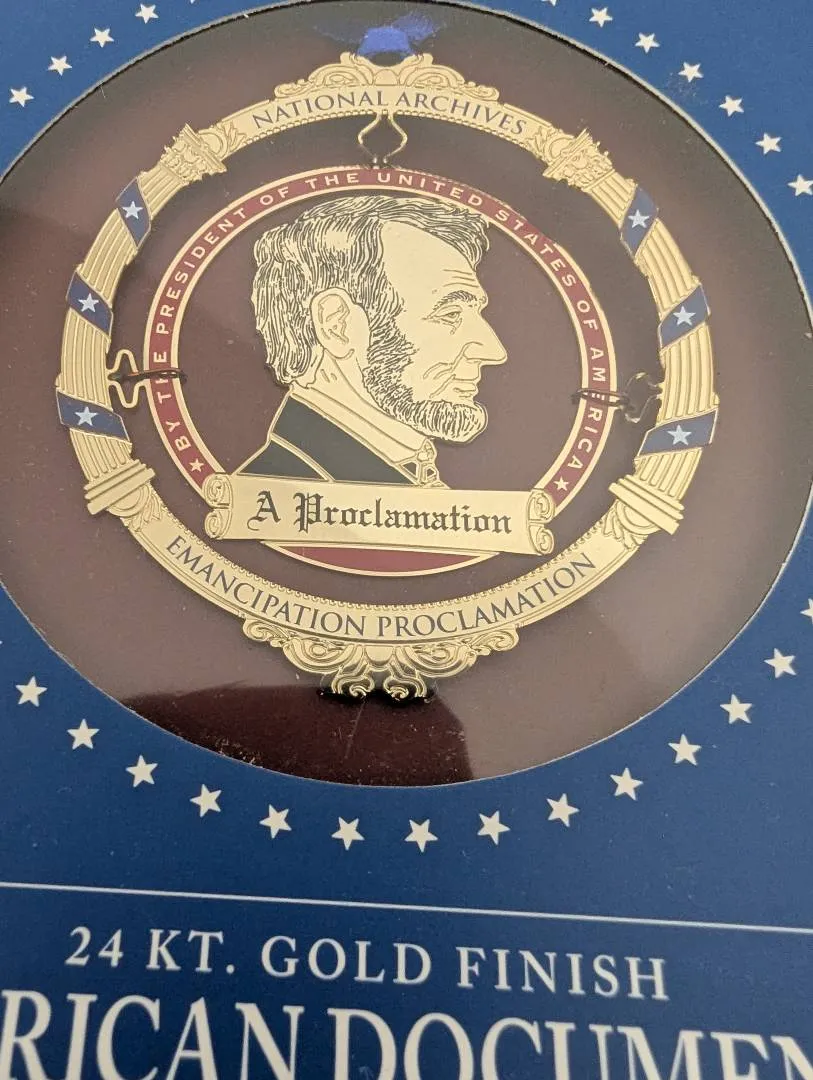 NATIONAL ARCHIVES
★ BY THE PRESIDENT OF THE UNITED STATES OF AMERICA ★
A Proclamation
EMANCIPATION PROCLAMATION
24 KT. GOLD FINISH
RICAN DOCUMEN